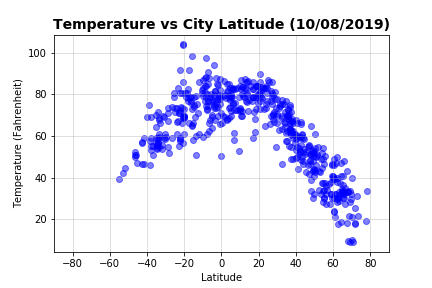 Temperature vs City Latitude (10/08/2019)
Temperature (Fahrenheit)
100
80
60
40
20
−80 −60 −40 −20 0 20 40 60 80
Latitude